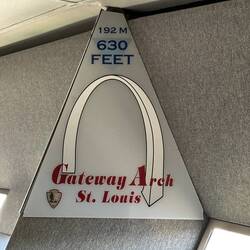 192 M
630
FEET
Gateway Arch
St. Louis